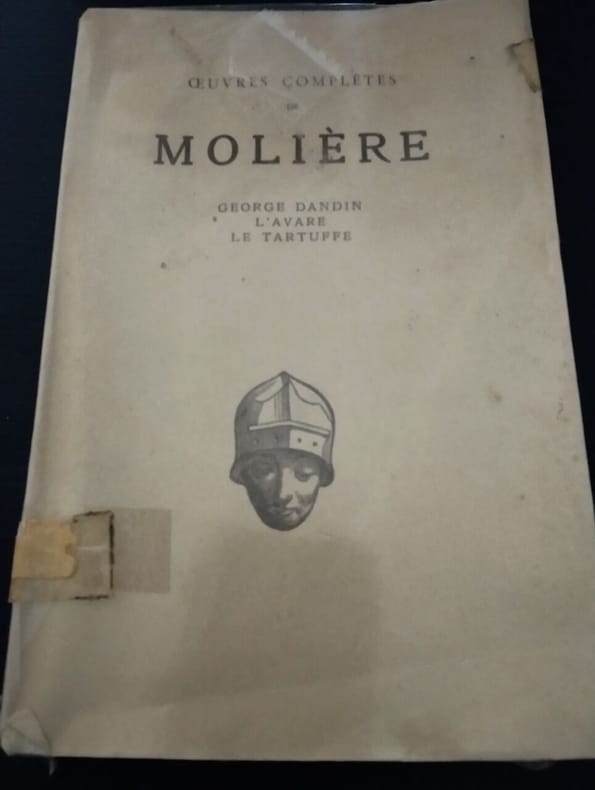 ŒUVRES COMPLÈTES
DE
MOLIÈRE
GEORGE DANDIN
L'AVARE
LE TARTUFFE